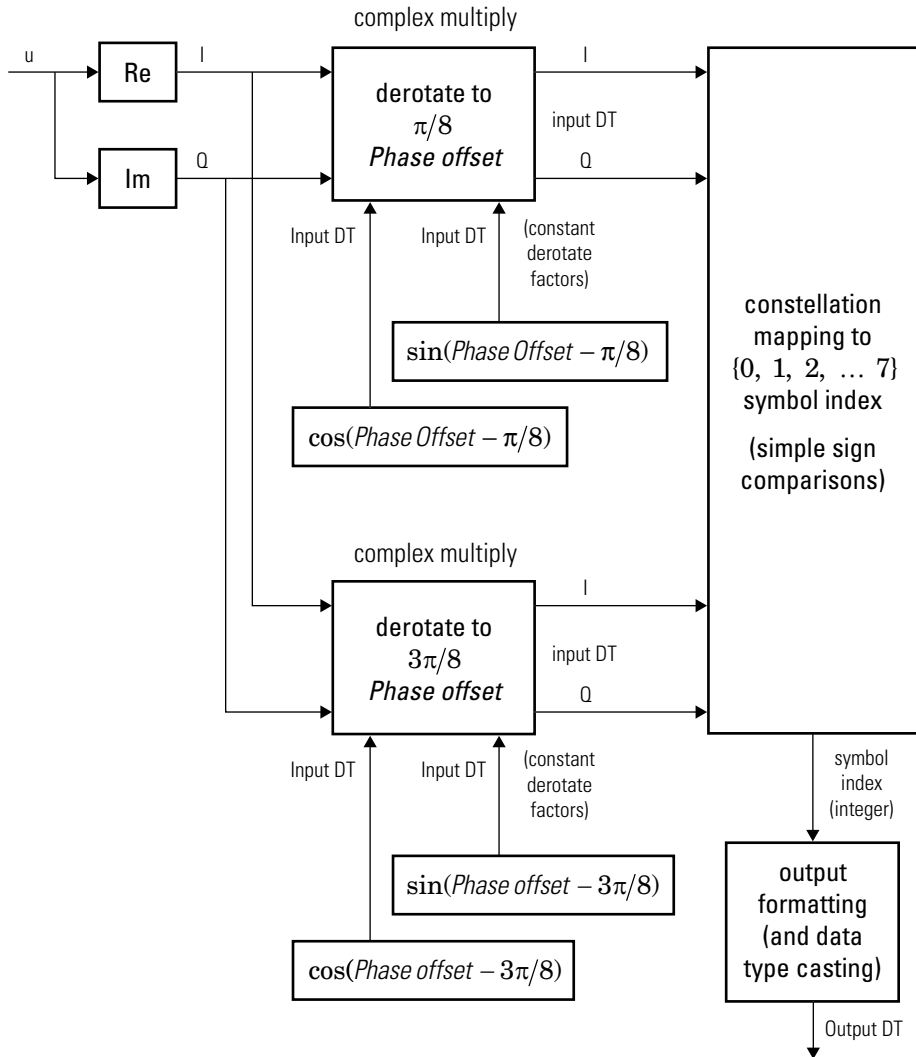 complex multiply
u
Re
I
derotate to
π/8
Phase offset
I
input DT
Q
Im
Q
Input DT
Input DT
(constant
derotate
factors)
sin(Phase Offset – π/8)
cos(Phase Offset – π/8)
constellation
mapping to
{0, 1, 2, … 7}
symbol index
(simple sign
comparisons)
complex multiply
derotate to
3π/8
Phase offset
I
input DT
Q
Input DT
Input DT
(constant
derotate
factors)
sin(Phase offset – 3π/8)
cos(Phase offset – 3π/8)
symbol
index
(integer)
output
formatting
(and data
type casting)
Output DT